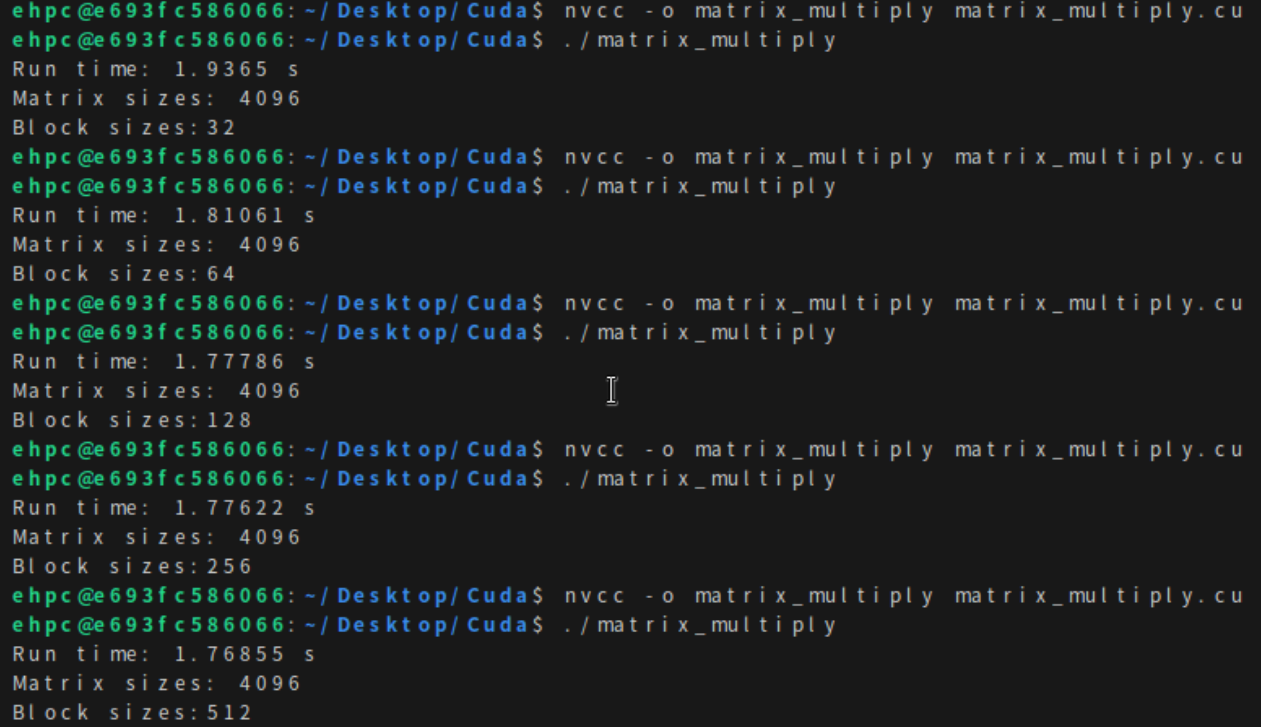 ehpc@e693fc586066:~/Desktop/Cuda$ nvcc -o matrix_multiply matrix_multiply.cu
ehpc@e693fc586066:~/Desktop/Cuda$ ./matrix_multiply
Run time: 1.9365 s
Matrix sizes: 4096
Block sizes:32
ehpc@e693fc586066:~/Desktop/Cuda$ nvcc -o matrix_multiply matrix_multiply.cu
ehpc@e693fc586066:~/Desktop/Cuda$ ./matrix_multiply
Run time: 1.81061 s
Matrix sizes: 4096
Block sizes:64
ehpc@e693fc586066:~/Desktop/Cuda$ nvcc -o matrix_multiply matrix_multiply.cu
ehpc@e693fc586066:~/Desktop/Cuda$ ./matrix_multiply
Run time: 1.77786 s
Matrix sizes: 4096
Block sizes:128
ehpc@e693fc586066:~/Desktop/Cuda$ nvcc -o matrix_multiply matrix_multiply.cu
ehpc@e693fc586066:~/Desktop/Cuda$ ./matrix_multiply
Run time: 1.77622 s
Matrix sizes: 4096
Block sizes:256
ehpc@e693fc586066:~/Desktop/Cuda$ nvcc -o matrix_multiply matrix_multiply.cu
ehpc@e693fc586066:~/Desktop/Cuda$ ./matrix_multiply
Run time: 1.76855 s
Matrix sizes: 4096
Block sizes:512